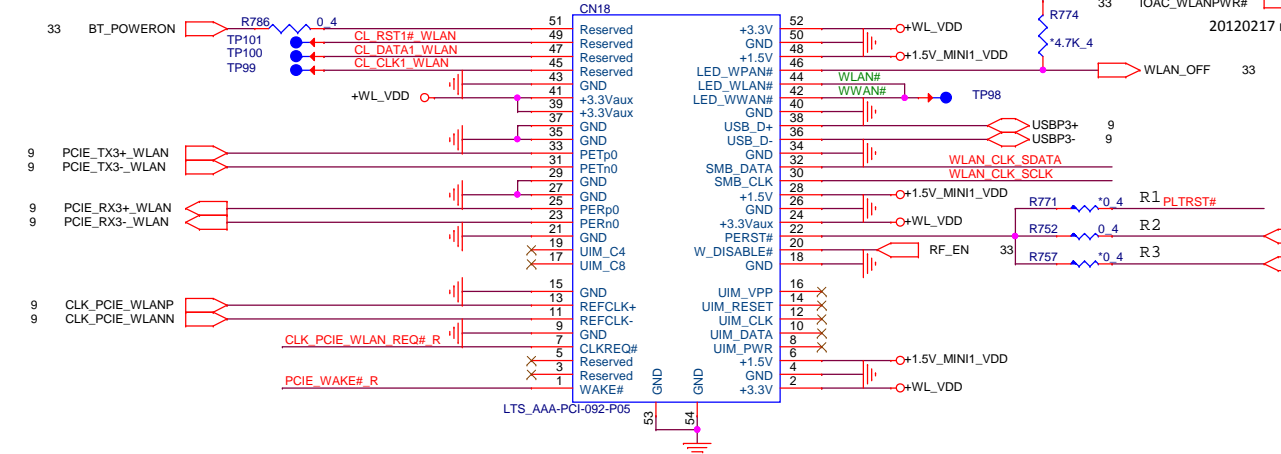 CN18
33 IOAC_WLANPWR#
R774
20120217
33 BT_POWERON R786 0_4 51 Reserved +3.3V 52 +WL_VDD
TP101 CL_RST1#_WLAN 49 Reserved GND 50
*4.7K_4
TP100 CL_DATA1_WLAN 47 Reserved +1.5V 48 +1.5V_MINI1_VDD
TP99 CL_CLK1_WLAN 45 Reserved LED_WPAN# 46 WLAN_OFF 33
43 GND LED_WLAN# 44 WLAN#
+WL_VDD 41 +3.3Vaux LED_WWAN# 42 WWAN# TP98
39 +3.3Vaux GND 40
37 GND USB_D+ 38 USBP3+ 9
35 GND USB_D- 36 USBP3- 9
9 PCIE_TX3+_WLAN 33 PETp0 GND 34
9 PCIE_TX3-_WLAN 31 PETn0 SMB_DATA 32 WLAN_CLK_SDATA
29 GND SMB_CLK 30 WLAN_CLK_SCLK
27 GND +1.5V 28 +1.5V_MINI1_VDD
9 PCIE_RX3+_WLAN 25 PERp0 GND 26 R771 *0_4 R1 PLTRST#
9 PCIE_RX3-_WLAN 23 PERn0 +3.3Vaux 24 +WL_VDD
21 GND PERST# 22 R752 0_4 R2
19 UIM_C4 W_DISABLE# 20 RF_EN 33
17 UIM_C8 GND 18 R757 *0_4 R3
15 GND UIM_VPP 16
9 CLK_PCIE_WLANP 13 REFCLK+ UIM_RESET 14
9 CLK_PCIE_WLANN 11 REFCLK- UIM_CLK 12
9 GND UIM_DATA 10
CLK_PCIE_WLAN_REQ#_R 7 CLKREQ# UIM_PWR 8
5 Reserved +1.5V 6 +1.5V_MINI1_VDD
3 Reserved GND 4
PCIE_WAKE#_R 1 WAKE# +3.3V 2 +WL_VDD
GND GND
LTS_AAA-PCI-092-P05
53 54